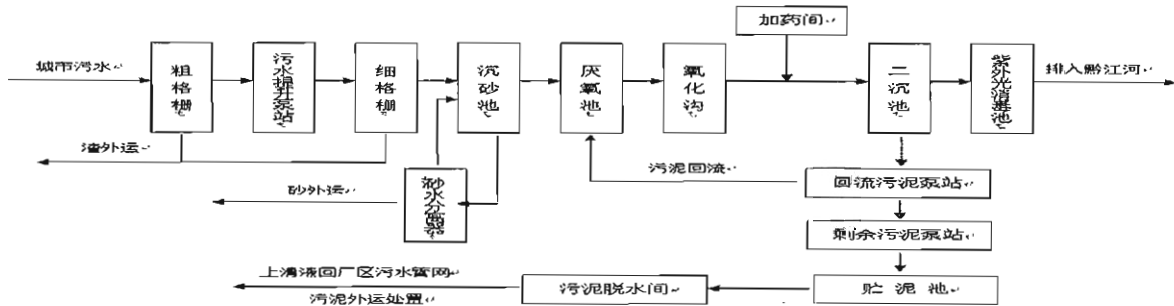 加药间
城市污水
粗格栅
污水提升泵站
细格栅
沉砂池
厌氧池
氧化沟
二沉池
紫外光消毒池
排入黔江河
渣外运
污泥回流
回流污泥泵站
砂外运
砂水分离器
剩余污泥泵站
上清液回厂区污水管网
污泥外运处置
污泥脱水间
贮泥池